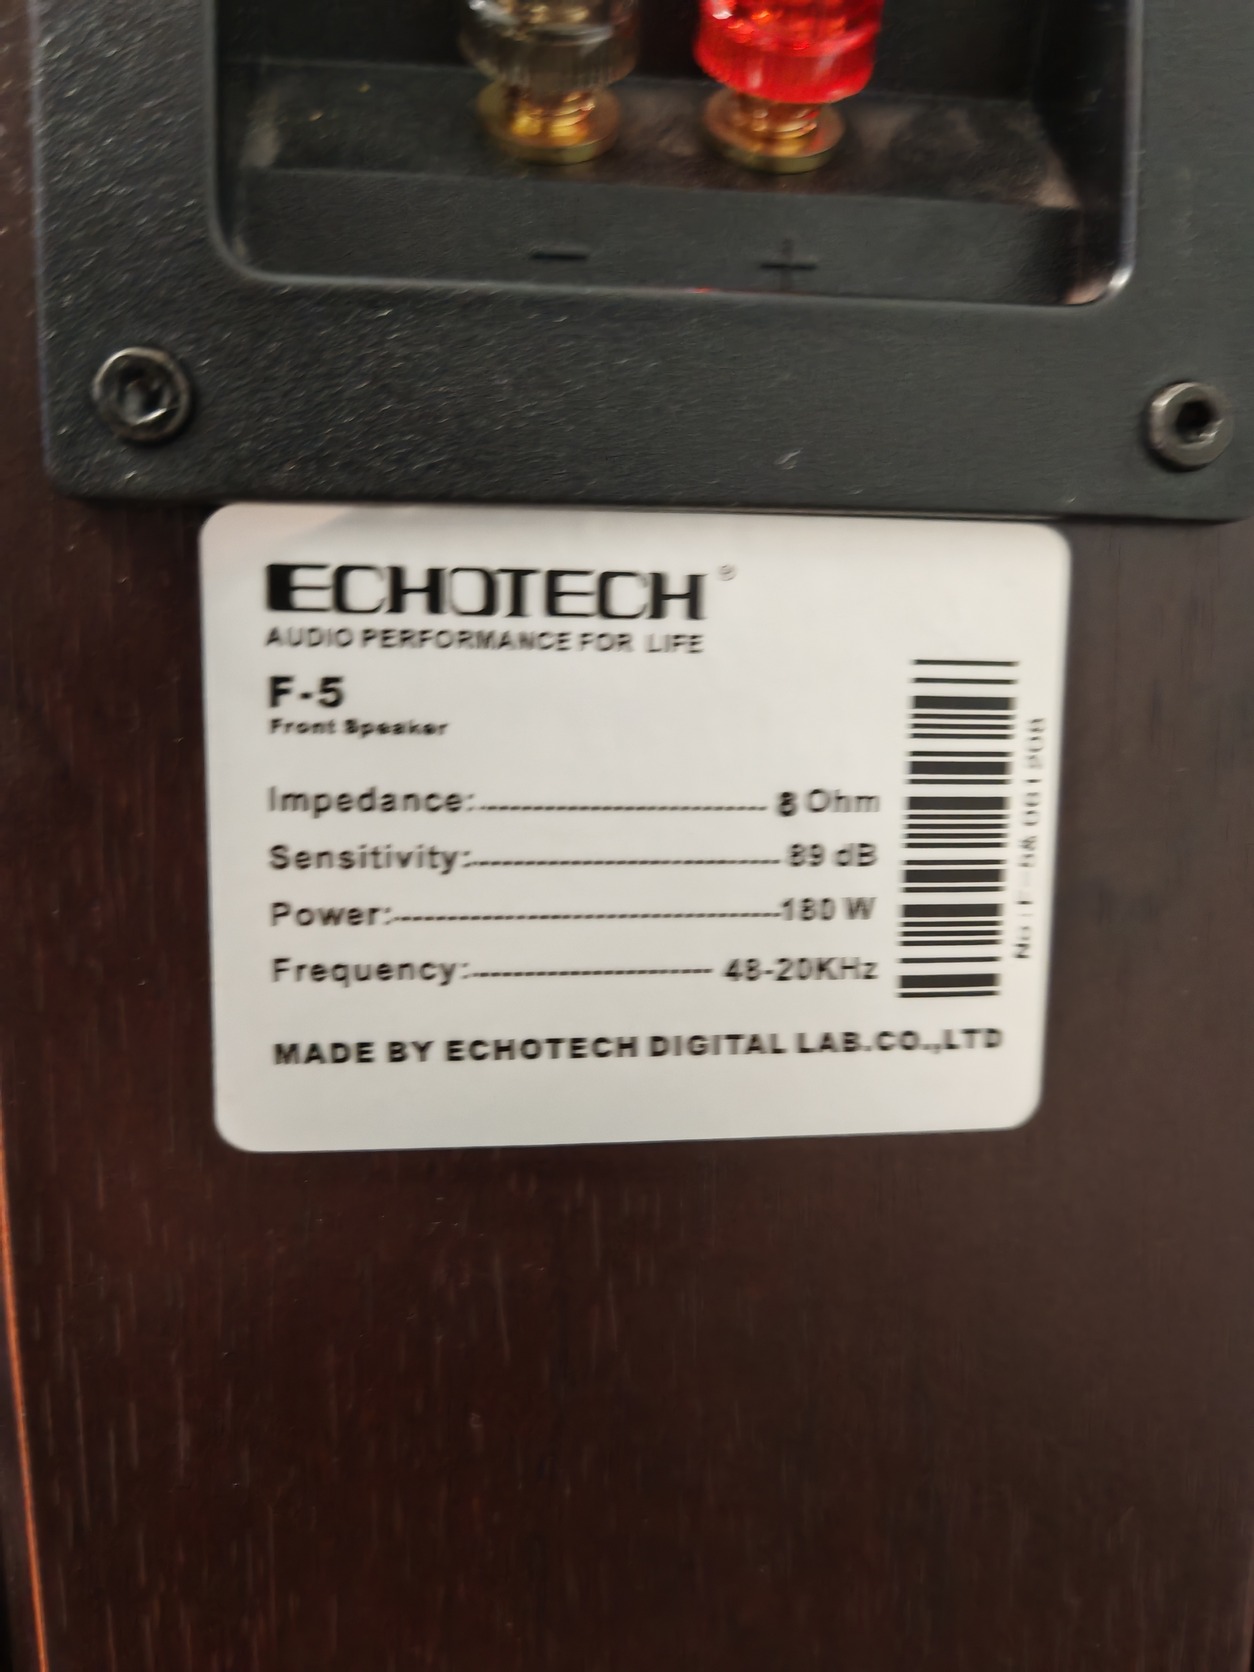 ECHOTECH ®
AUDIO PERFORMANCE FOR LIFE
F-5
Front Speaker
Impedance:........ 8 Ohm
Sensitivity:........ 89 dB
Power:........ 180 W
Frequency:........ 48-20KHz
MADE BY ECHOTECH DIGITAL LAB.CO.,LTD
− +